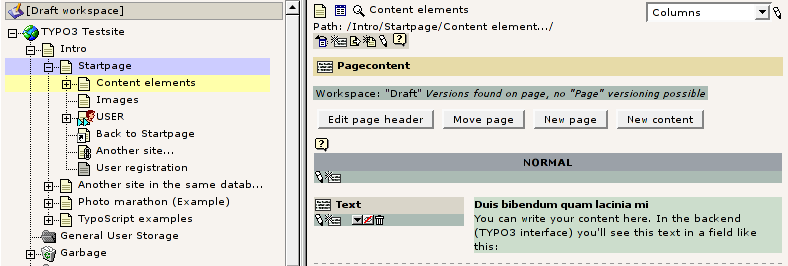 [Draft workspace]
TYPO3 Testsite
Intro
Startpage
Content elements
Images
USER
Back to Startpage
Another site...
User registration
Another site in the same datab...
Photo marathon (Example)
TypoScript examples
General User Storage
Garbage
Content elements
Columns
Path: /Intro/Startpage/Content element.../
Pagecontent
Workspace: "Draft" Versions found on page, no "Page" versioning possible
Edit page header Move page New page New content
NORMAL
Text
Duis bibendum quam lacinia mi
You can write your content here. In the backend
(TYPO3 interface) you'll see this text in a field like
this: